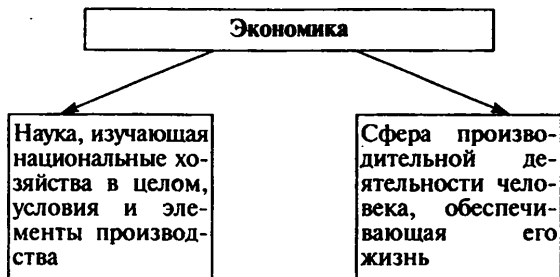 Экономика
Наука, изучающая
национальные хо-
зяйства в целом,
условия и эле-
менты производ-
ства
Сфера произво-
дительной де-
ятельности чело-
века, обеспечи-
вающая его
жизнь